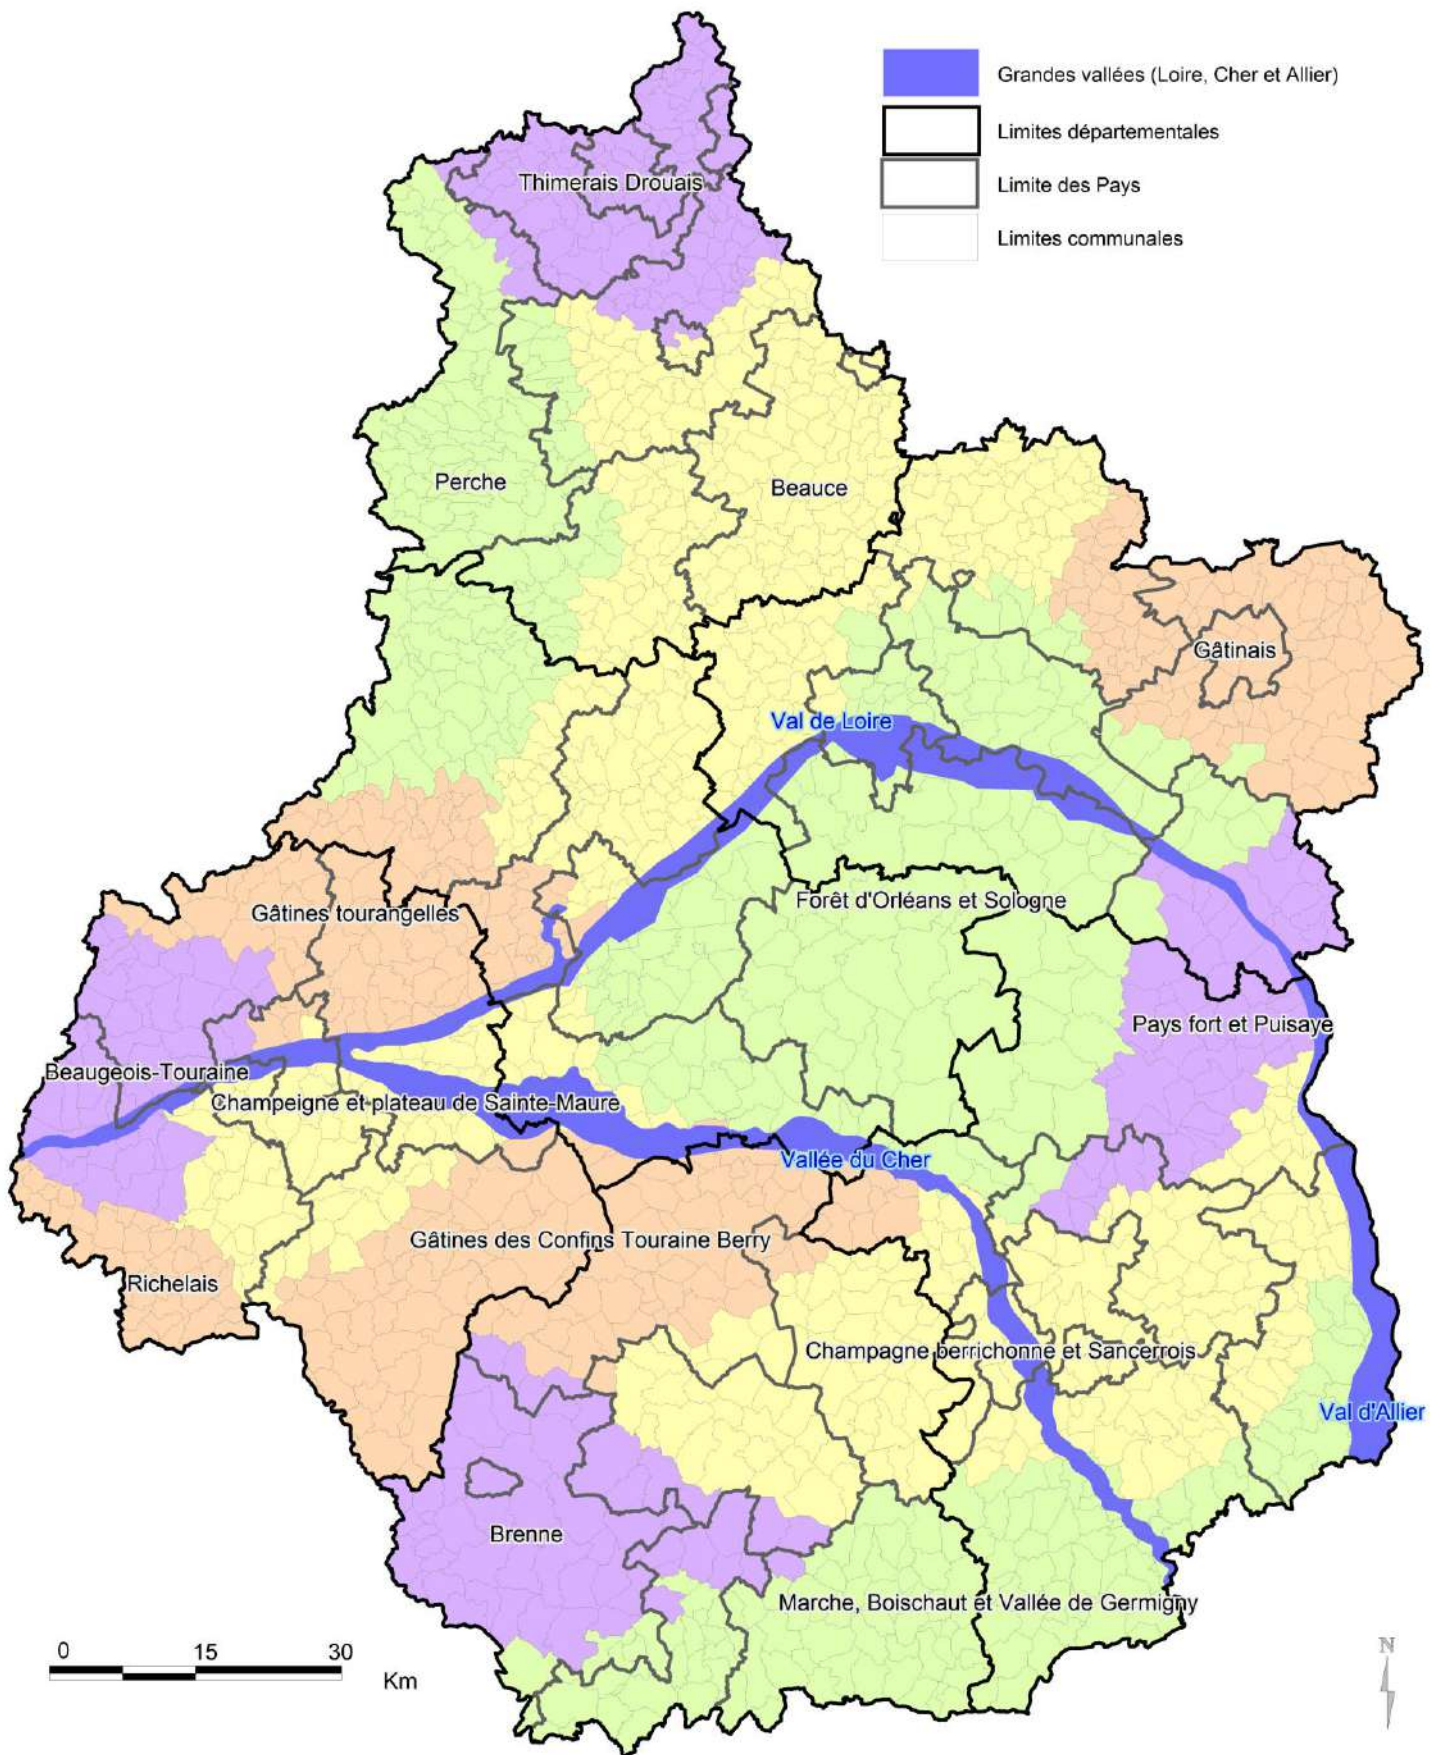 Grandes vallées (Loire, Cher et Allier)
Limites départementales
Limite des Pays
Limites communales
Thimerais Drouais
Perche
Beauce
Gâtinais
Val de Loire
Forêt d'Orléans et Sologne
Gâtines tourangelles
Pays fort et Puisaye
Beaugeois-Touraine
Champeigne et plateau de Sainte-Maure
Vallée du Cher
Gâtines des Confins Touraine Berry
Richelais
Champagne berrichonne et Sancerrois
Val d'Allier
Brenne
Marche, Boischaut et Vallée de Germigny
0 15 30
Km
N